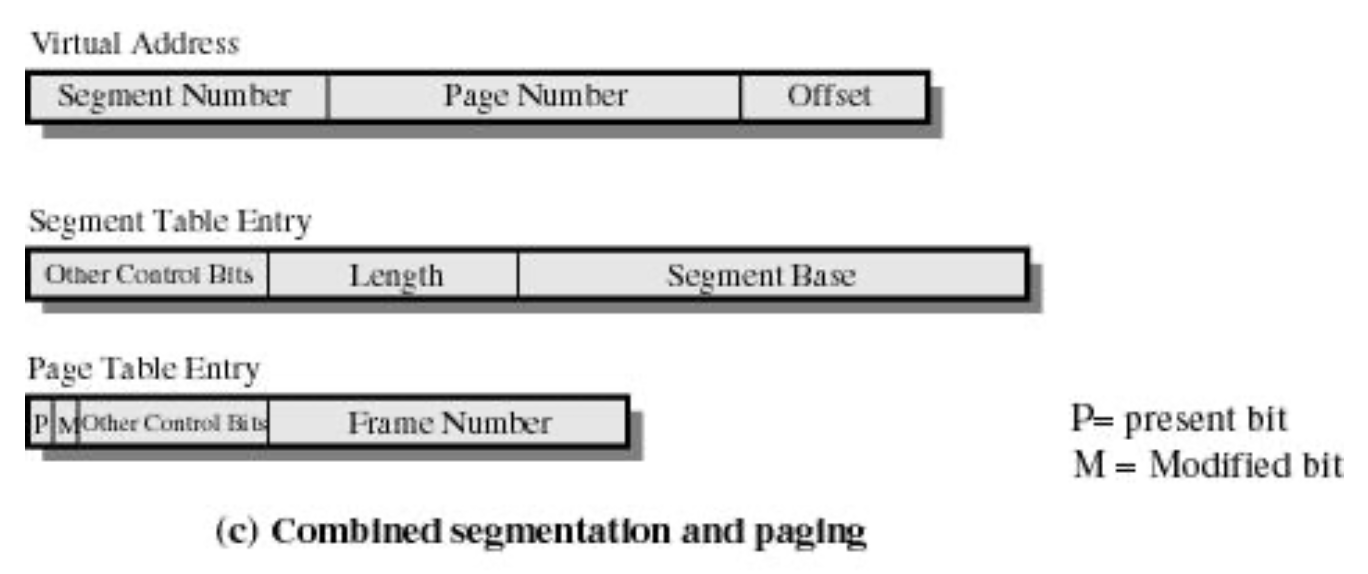 Virtual Address
Segment Number Page Number Offset
Segment Table Entry
Other Control Bits Length Segment Base
Page Table Entry
P M Other Control Bits Frame Number
P= present bit
M = Modified bit
(c) Combined segmentation and paging